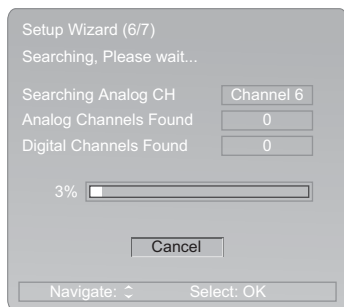 Setup Wizard (6/7)
Searching, Please wait...
Searching Analog CH Channel 6
Analog Channels Found 0
Digital Channels Found 0
3%
Cancel
Navigate: Select: OK